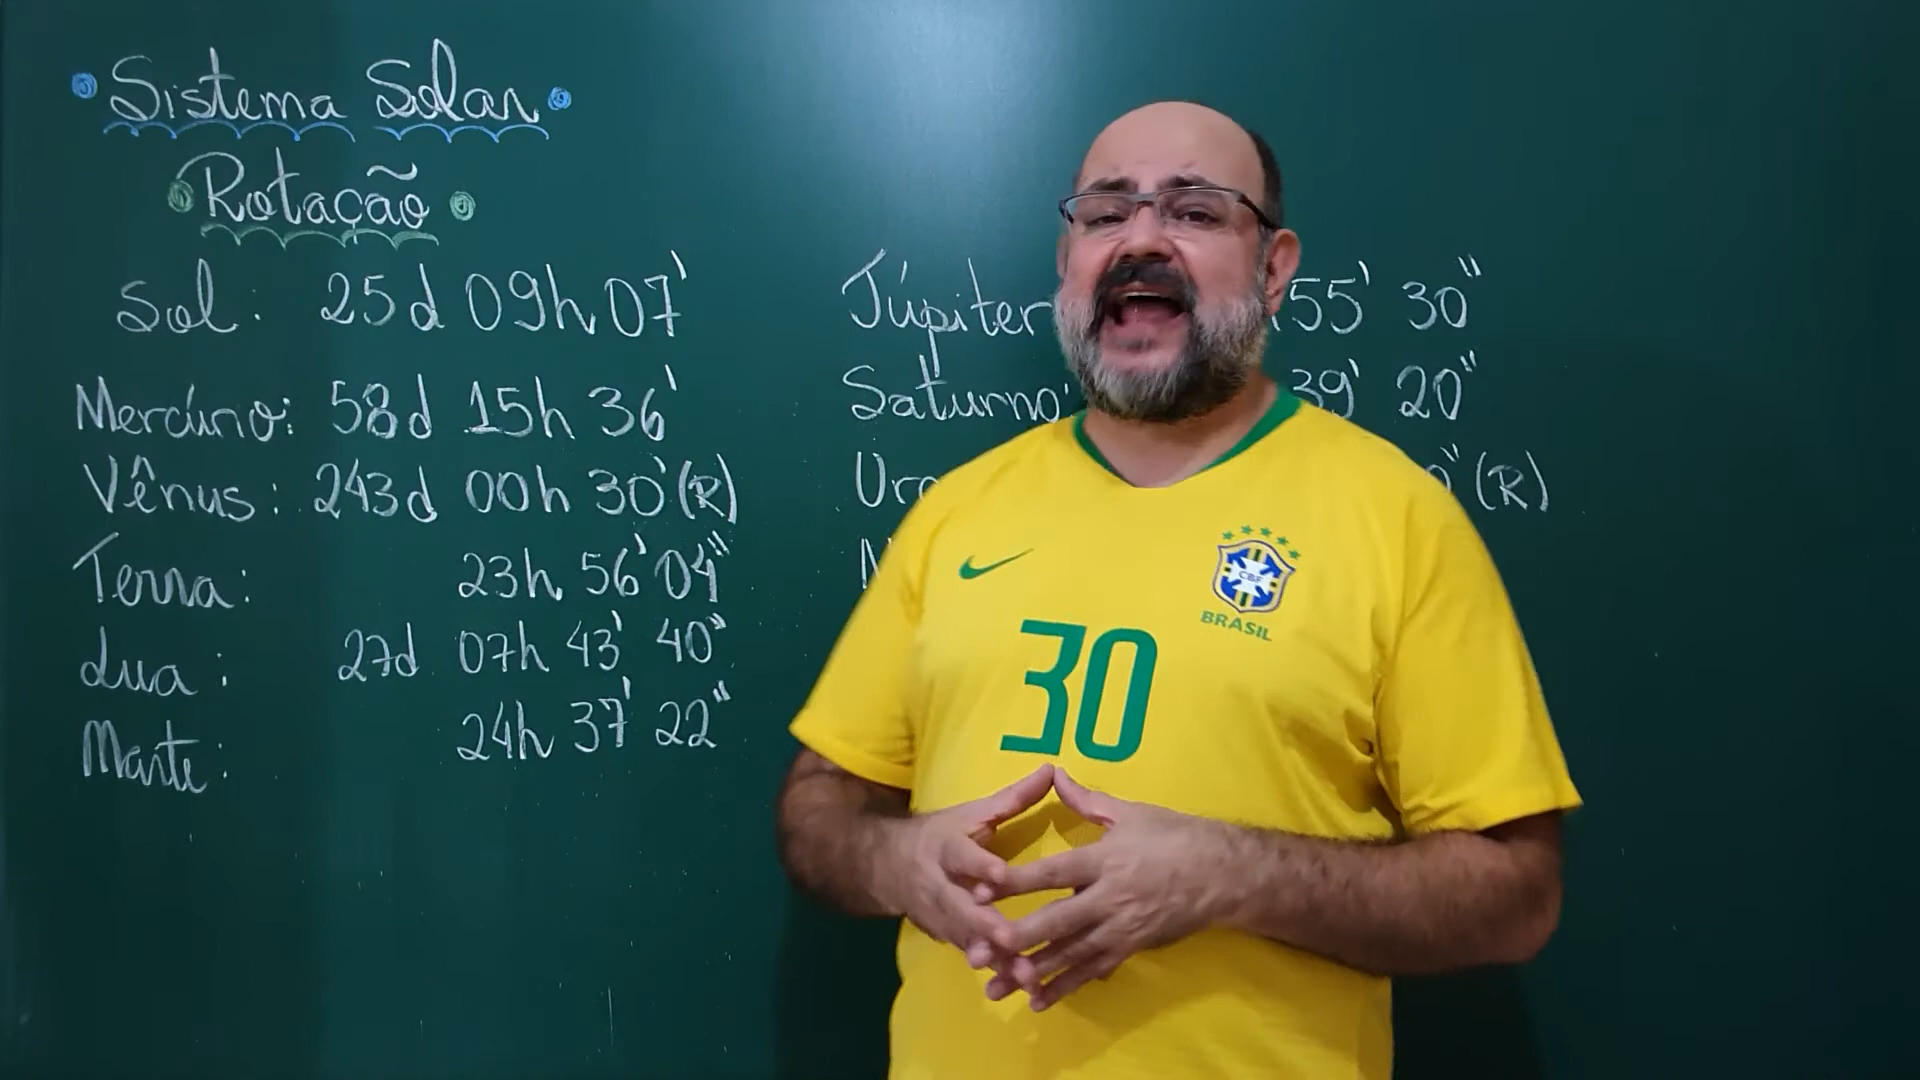 Sistema Solar
Rotação
Sol: 25d 09h 07'
Mercúrio: 58d 15h 36'
Vênus: 243d 00h 30' (R)
Terra: 23h 56' 04"
Lua: 27d 07h 43' 40"
Marte: 24h 37' 22"
Júpiter 55' 30"
Saturno 39' 20"
(R)
CBF
BRASIL
30